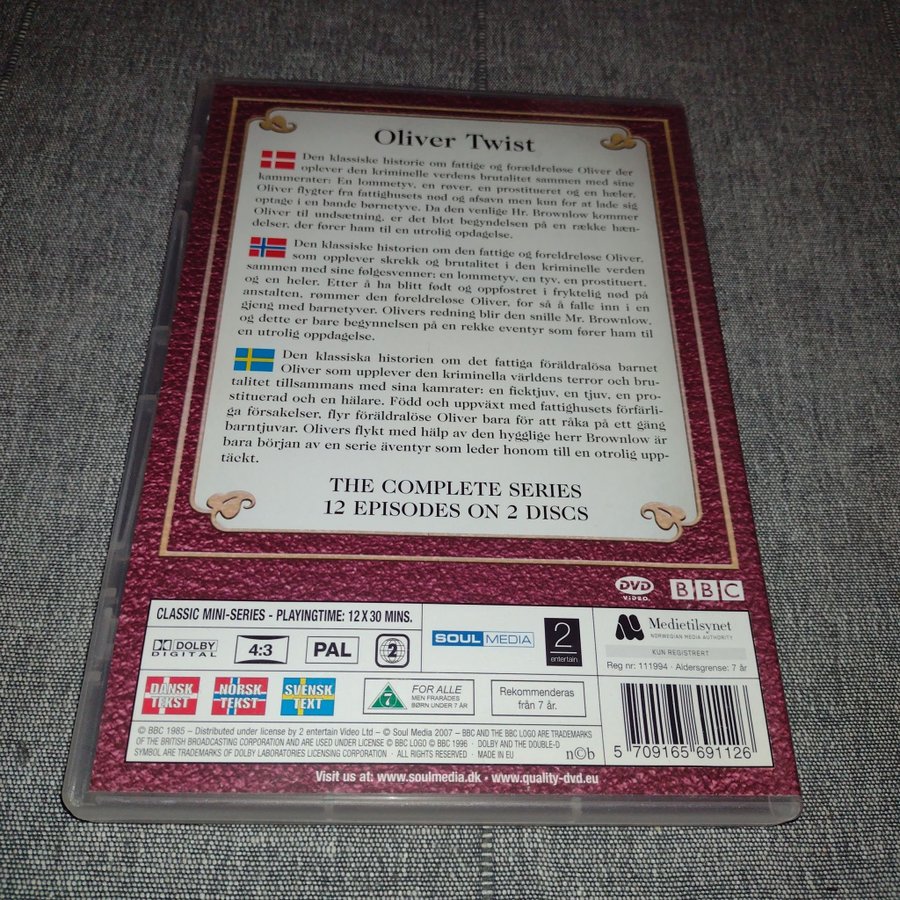 Oliver Twist
Den klassiske historie om fattige og forældreløse Oliver der
oplever den kriminelle verdens brutalitet sammen med sine
kammerater: En lommetyv, en røver, en prostitueret og en hæler.
Oliver flygter fra fattighusets nød og afsavn men kun for at lade sig
optage i en bande børnetyve. Da den venlige Hr. Brownlow kommer
Oliver til undsætning, er det blot begyndelsen på en række hæn-
delser, der fører ham til en utrolig opdagelse.
Den klassiske historien om den fattige og foreldreløse Oliver,
som opplever skrekk og brutalitet i den kriminelle verden
sammen med sine følgesvenner: en lommetyv, en tyv, en prostituert,
og en heler. Etter å ha blitt født og oppfostret i fryktelig nød på
anstalten, rømmer den foreldreløse Oliver, for så å falle inn i en
gjeng med barnetyver. Olivers redning blir den snille Mr. Brownlow,
og dette er bare begynnelsen på en rekke eventyr som fører ham til
en utrolig oppdagelse.
Den klassiska historien om det fattiga föräldralösa barnet
Oliver som upplever den kriminella världens terror och bru-
talitet tillsammans med sina kamrater: en ficktjuv, en tjuv, en pro-
stituerad och en hälare. Född och uppväxt med fattighusets förfärli-
ga försakelser, flyr föräldralöse Oliver bara för att råka på ett gäng
barntjuvar. Olivers flykt med hjälp av den hygglige herr Brownlow är
bara början av en serie äventyr som leder honom till en otrolig upp-
täckt.
THE COMPLETE SERIES
12 EPISODES ON 2 DISCS
DVD VIDEO
BBC
CLASSIC MINI-SERIES - PLAYINGTIME: 12 X 30 MINS.
DOLBY DIGITAL
4:3
PAL
2
SOUL MEDIA
2 entertain
Medietilsynet
NORWEGIAN MEDIA AUTHORITY
KUN REGISTRERT
Reg nr: 111994 - Aldersgrense: 7 år
DANSK TEKST
NORSK TEKST
SVENSK TEXT
7
FOR ALLE
MEN FRARÅDES
BØRN UNDER 7 ÅR
Rekommenderas
från 7 år.
© BBC 1985 – Distributed under license by 2 entertain Video Ltd – © Soul Media 2007 - BBC AND THE BBC LOGO ARE TRADEMARKS
OF THE BRITISH BROADCASTING CORPORATION AND ARE USED UNDER LICENSE © BBC LOGO © BBC 1996 · DOLBY AND THE DOUBLE-D
SYMBOL ARE TRADEMARKS OF DOLBY LABORATORIES LICENSING CORPORATION · ALL RIGHTS RESERVED · MADE IN EU
n©b
5 709165 691126
Visit us at: www.soulmedia.dk • www.quality-dvd.eu